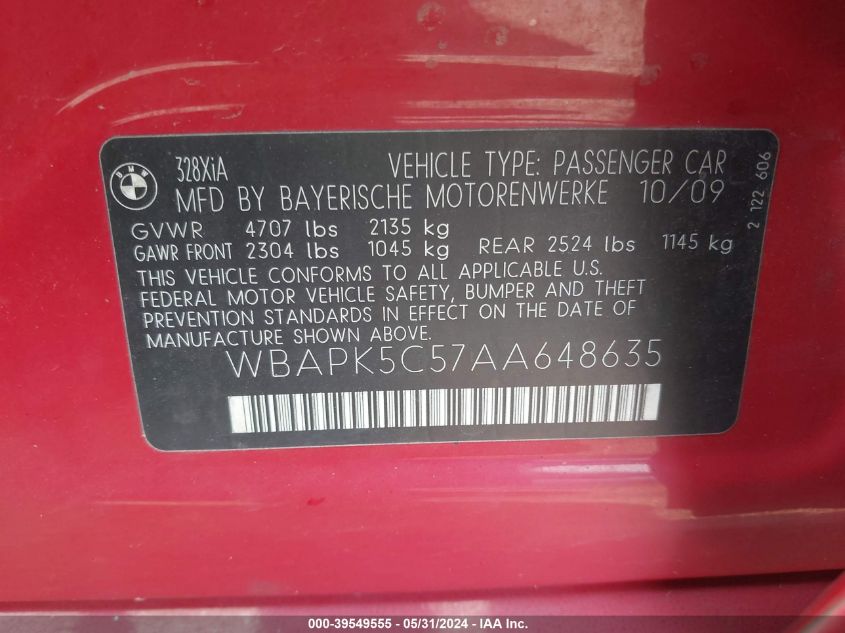 BMW
328XiA VEHICLE TYPE: PASSENGER CAR
MFD BY BAYERISCHE MOTORENWERKE 10/09
GVWR 4707 lbs 2135 kg
GAWR FRONT 2304 lbs 1045 kg REAR 2524 lbs 1145 kg
THIS VEHICLE CONFORMS TO ALL APPLICABLE U.S.
FEDERAL MOTOR VEHICLE SAFETY, BUMPER AND THEFT
PREVENTION STANDARDS IN EFFECT ON THE DATE OF
MANUFACTURE SHOWN ABOVE.
WBAPK5C57AA648635
2 122 606
000-39549555 - 05/31/2024 - IAA Inc.